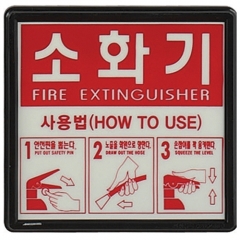 소화기
FIRE EXTINGUISHER
사용법(HOW TO USE)
1 안전핀을 뽑는다.
PUT OUT SAFETY PIN
2 노즐을 화원으로 향한다.
DRAW OUT THE HOSE
3 손잡이를 꽉 움켜쥔다.
SQUEEZE THE LEVEL